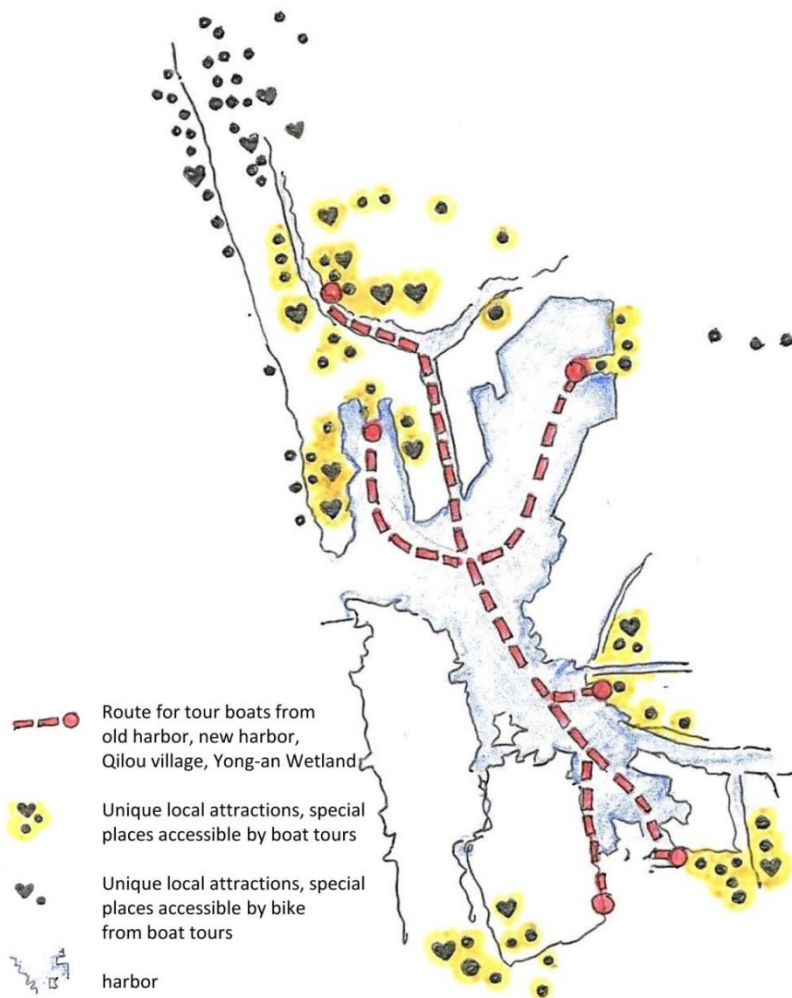 Route for tour boats from
old harbor, new harbor,
Qilou village, Yong-an Wetland
Unique local attractions, special
places accessible by boat tours
Unique local attractions, special
places accessible by bike
from boat tours
harbor